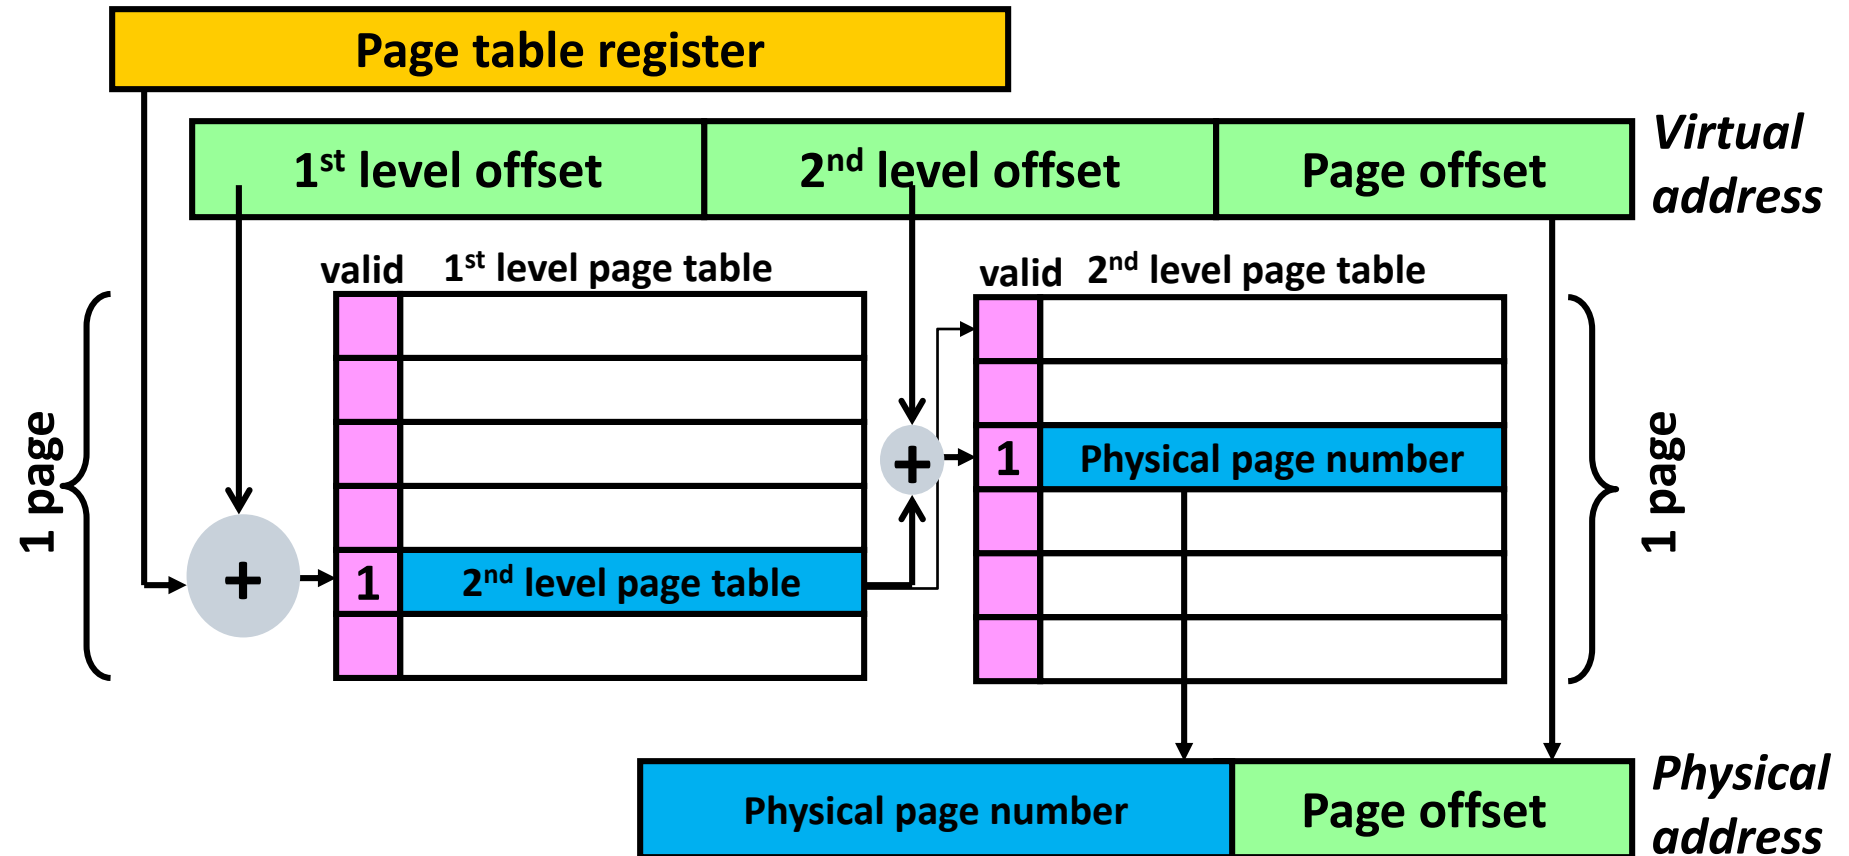 Page table register
1st level offset
2nd level offset
Page offset
Virtual
address
valid
1st level page table
valid
2nd level page table
1 page
+
1
2nd level page table
+
1
Physical page number
1 page
Physical page number
Page offset
Physical
address